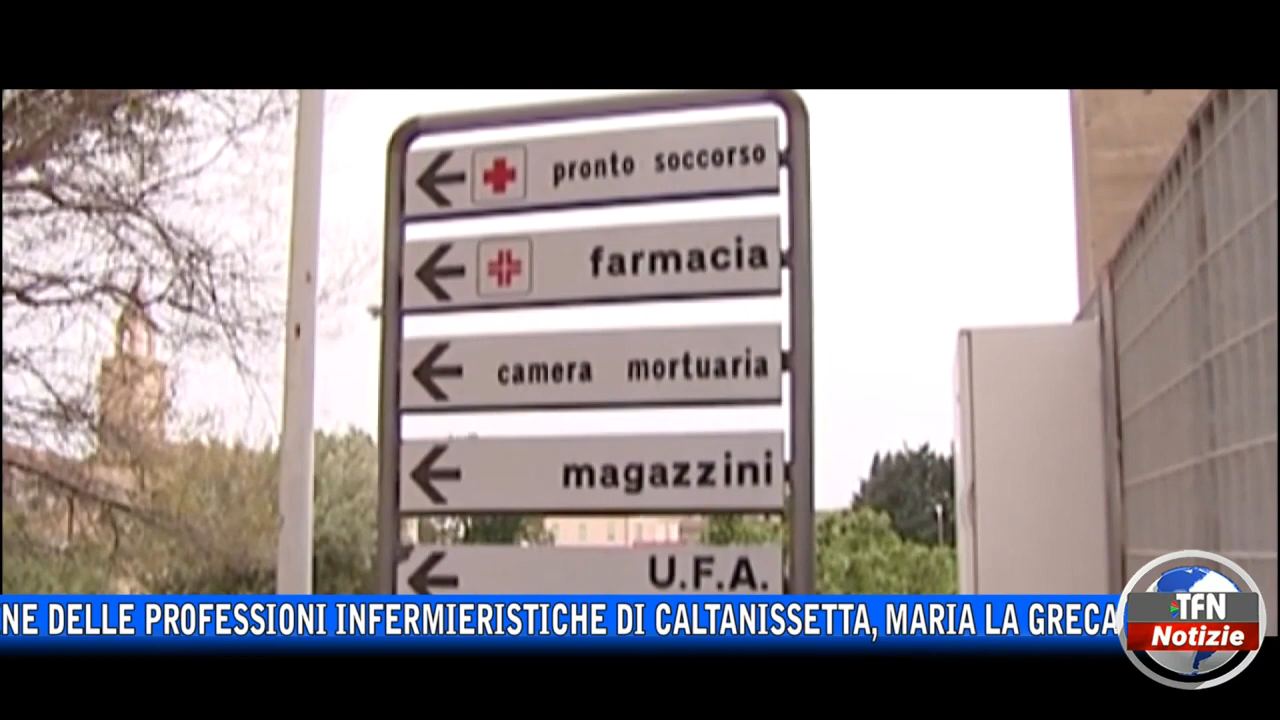 pronto soccorso
farmacia
camera mortuaria
magazzini
U.F.A.
NE DELLE PROFESSIONI INFERMIERISTICHE DI CALTANISSETTA, MARIA LA GRECA
TFN
Notizie